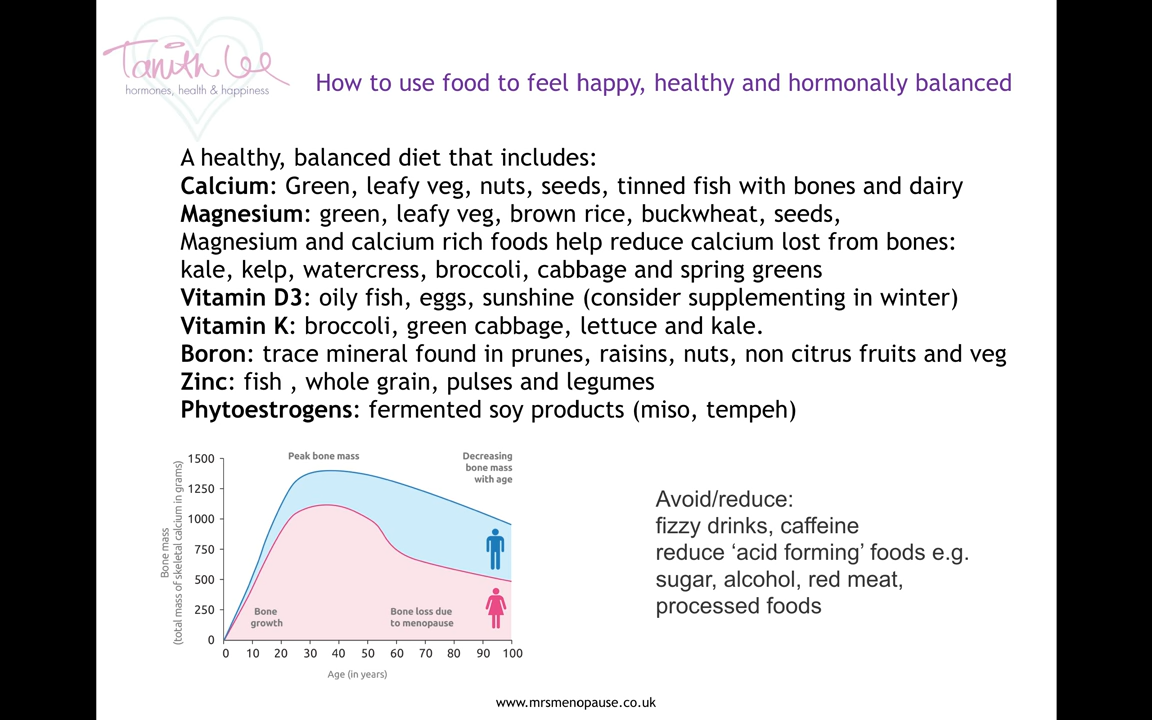 Tanith Lee
hormones, health & happiness
How to use food to feel happy, healthy and hormonally balanced
A healthy, balanced diet that includes:
Calcium: Green, leafy veg, nuts, seeds, tinned fish with bones and dairy
Magnesium: green, leafy veg, brown rice, buckwheat, seeds,
Magnesium and calcium rich foods help reduce calcium lost from bones:
kale, kelp, watercress, broccoli, cabbage and spring greens
Vitamin D3: oily fish, eggs, sunshine (consider supplementing in winter)
Vitamin K: broccoli, green cabbage, lettuce and kale.
Boron: trace mineral found in prunes, raisins, nuts, non citrus fruits and veg
Zinc: fish , whole grain, pulses and legumes
Phytoestrogens: fermented soy products (miso, tempeh)
Bone mass
(total mass of skeletal calcium in grams)
1500
1250
1000
750
500
250
0
Peak bone mass
Decreasing
bone mass
with age
Bone
growth
Bone loss due
to menopause
0 10 20 30 40 50 60 70 80 90 100
Age (in years)
Avoid/reduce:
fizzy drinks, caffeine
reduce ‘acid forming’ foods e.g.
sugar, alcohol, red meat,
processed foods
www.mrsmenopause.co.uk